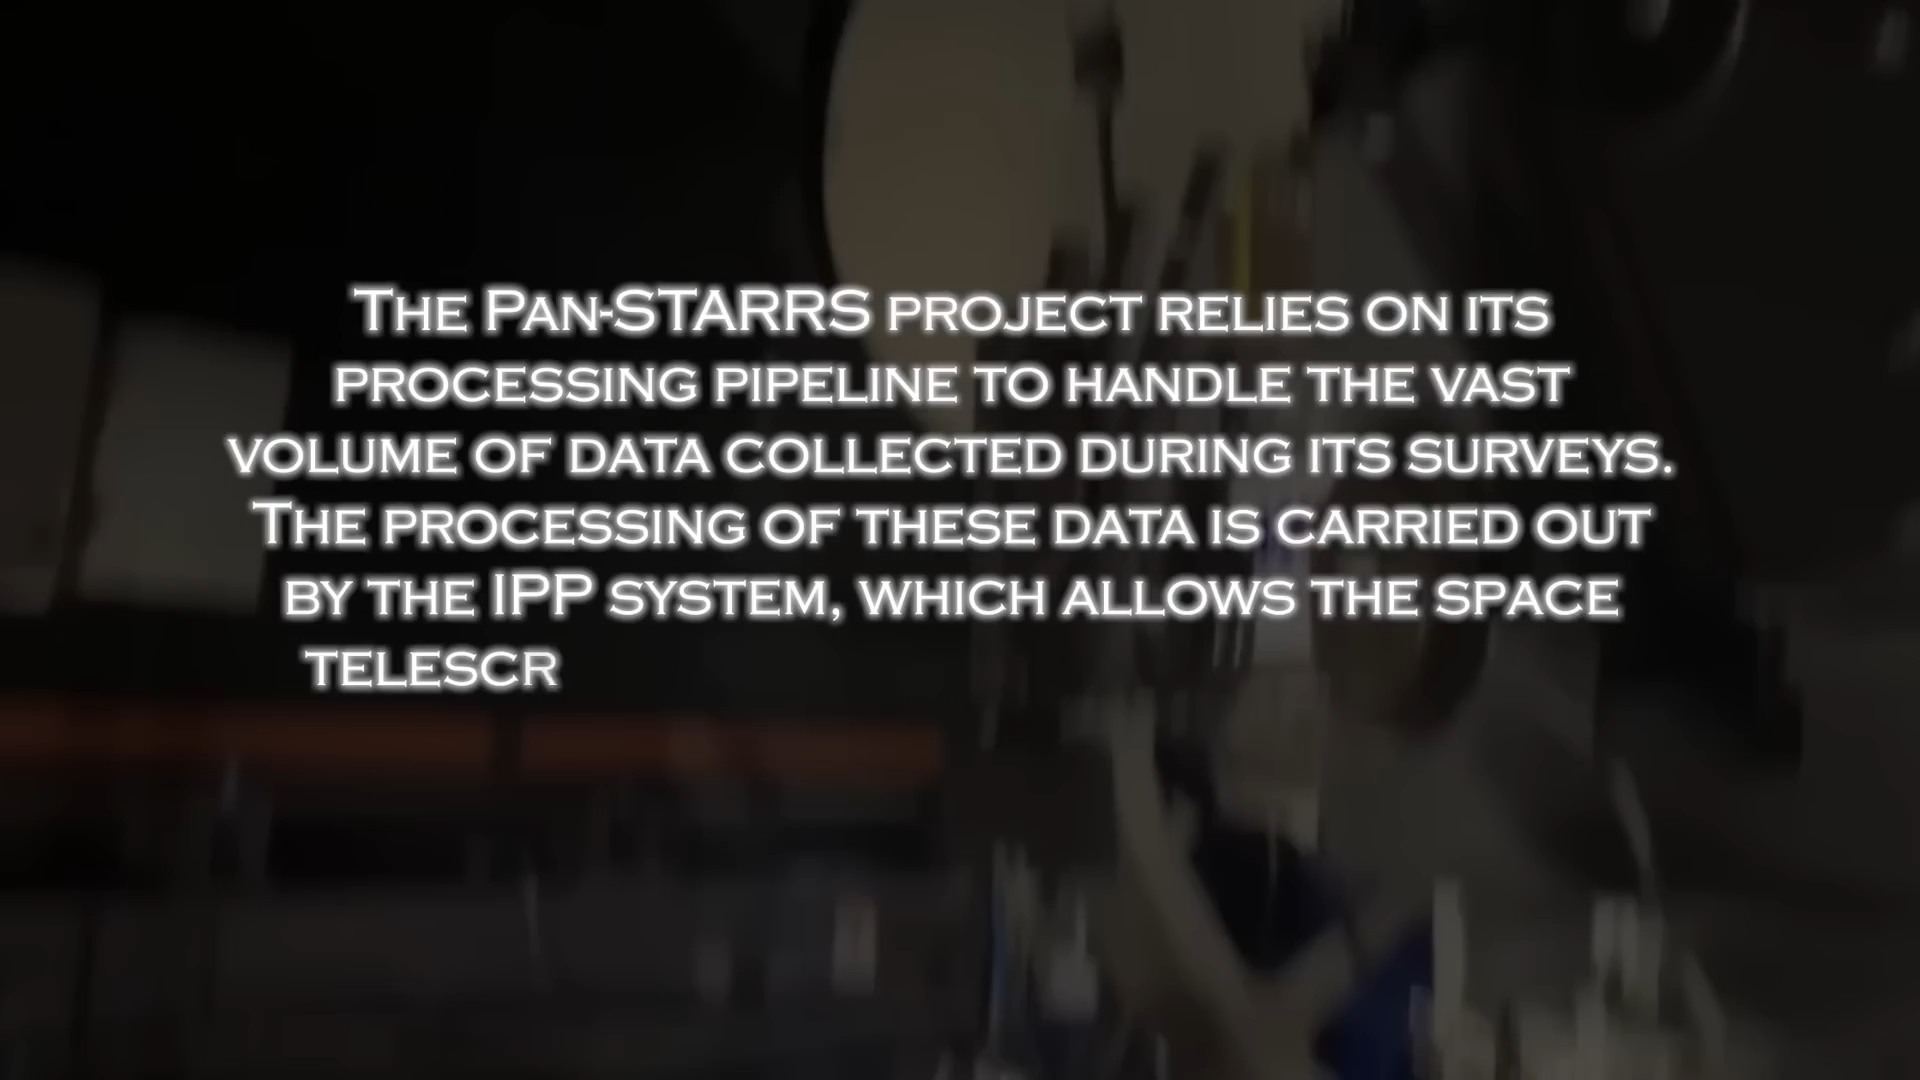 The Pan-STARRS project relies on its
processing pipeline to handle the vast
volume of data collected during its surveys.
The processing of these data is carried out
by the IPP system, which allows the space
telescr